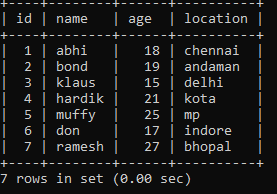 | id | name | age | location |
+----+--------+------+----------+
| 1 | abhi | 18 | chennai |
| 2 | bond | 19 | andaman |
| 3 | klaus | 15 | delhi |
| 4 | hardik | 21 | kota |
| 5 | muffy | 25 | mp |
| 6 | don | 17 | indore |
| 7 | ramesh | 27 | bhopal |
+----+--------+------+----------+
7 rows in set (0.00 sec)